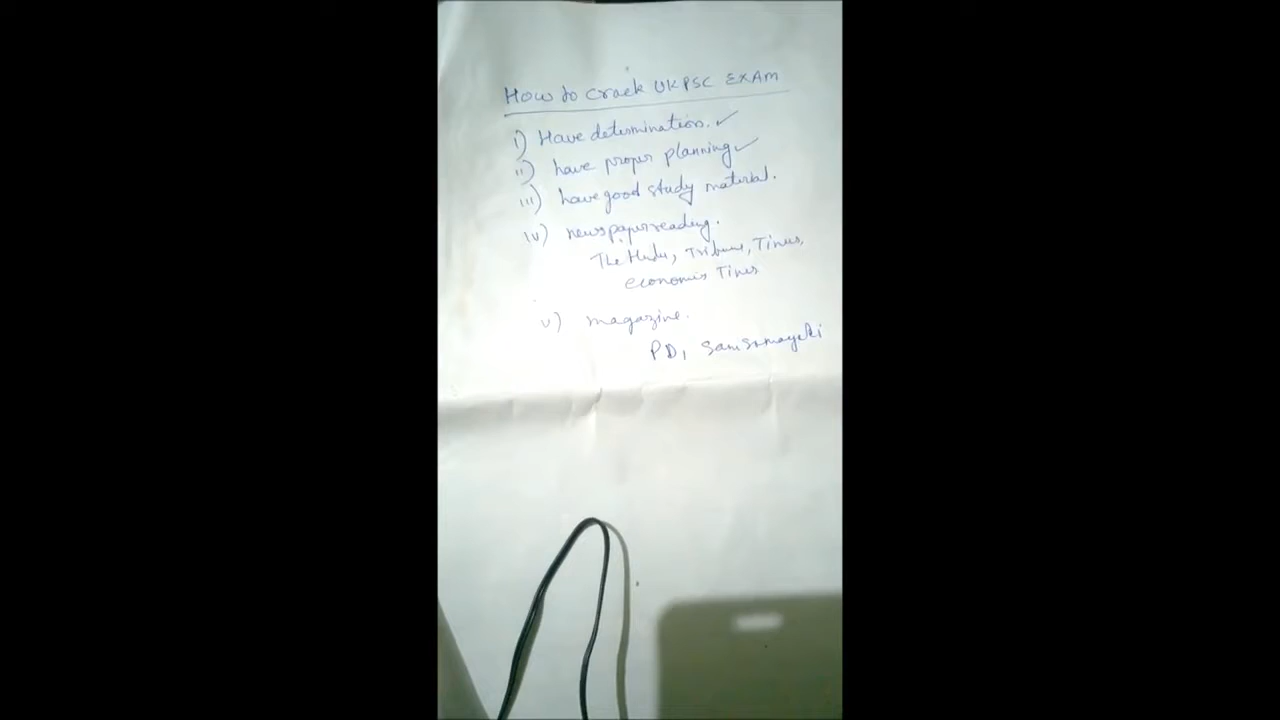 How to crack UKPSC EXAM
i) Have determination. ✓
ii) have proper planning ✓
iii) have good study material.
iv) newspaper reading.
The Hindu, Tribune, Times,
economic Times
v) magazine.
PD,